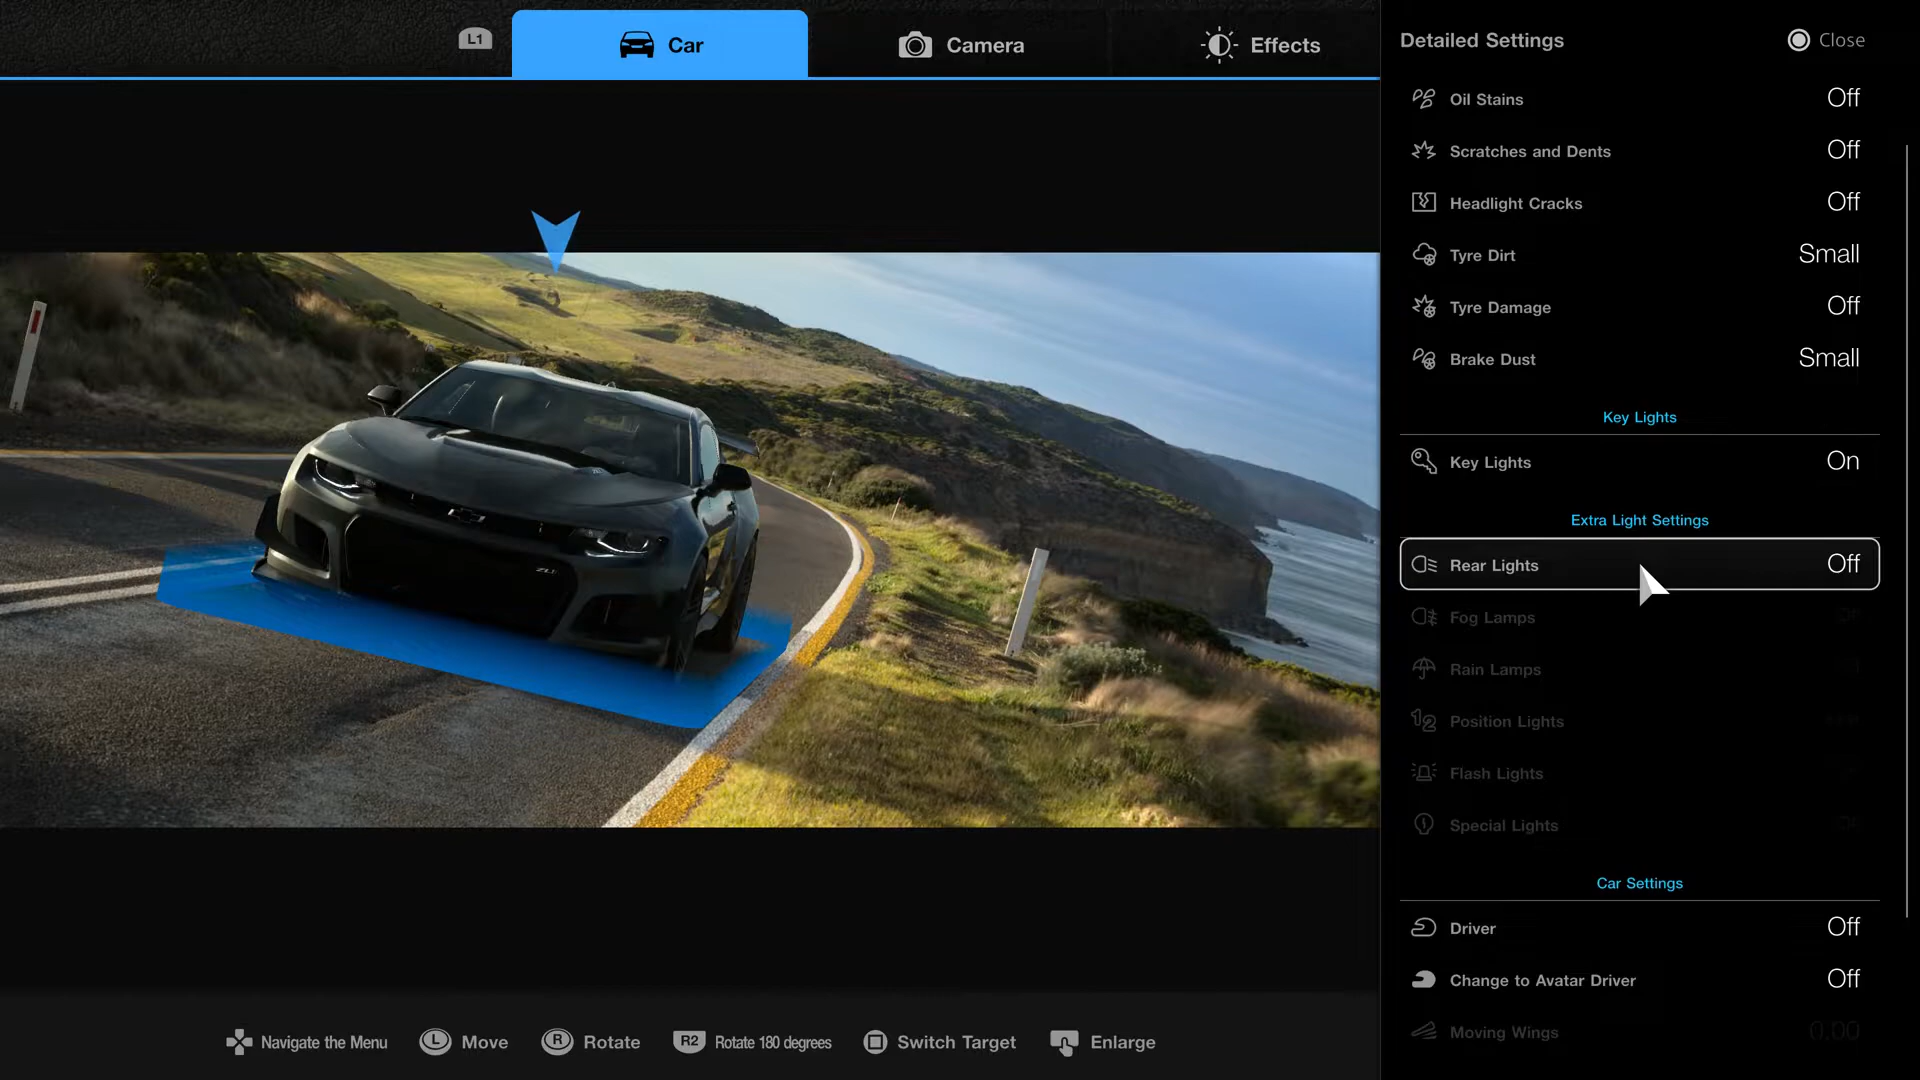 L1
Car
Camera
Effects
Detailed Settings
Close
Oil Stains Off
Scratches and Dents Off
Headlight Cracks Off
Tyre Dirt Small
Tyre Damage Off
Brake Dust Small
Key Lights
Key Lights On
Extra Light Settings
Rear Lights Off
Fog Lamps
Rain Lamps
Position Lights
Flash Lights
Special Lights
Car Settings
Driver Off
Change to Avatar Driver Off
Moving Wings 0.00
ZL1
Navigate the Menu
L Move
R Rotate
R2 Rotate 180 degrees
Switch Target
Enlarge